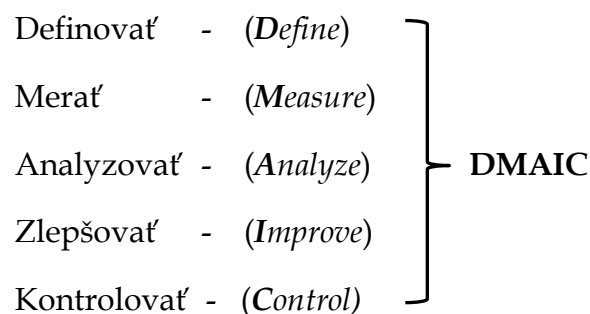 Definovať - (Define)
Merať - (Measure)
Analyzovať - (Analyze)
DMAIC
Zlepšovať - (Improve)
Kontrolovať - (Control)